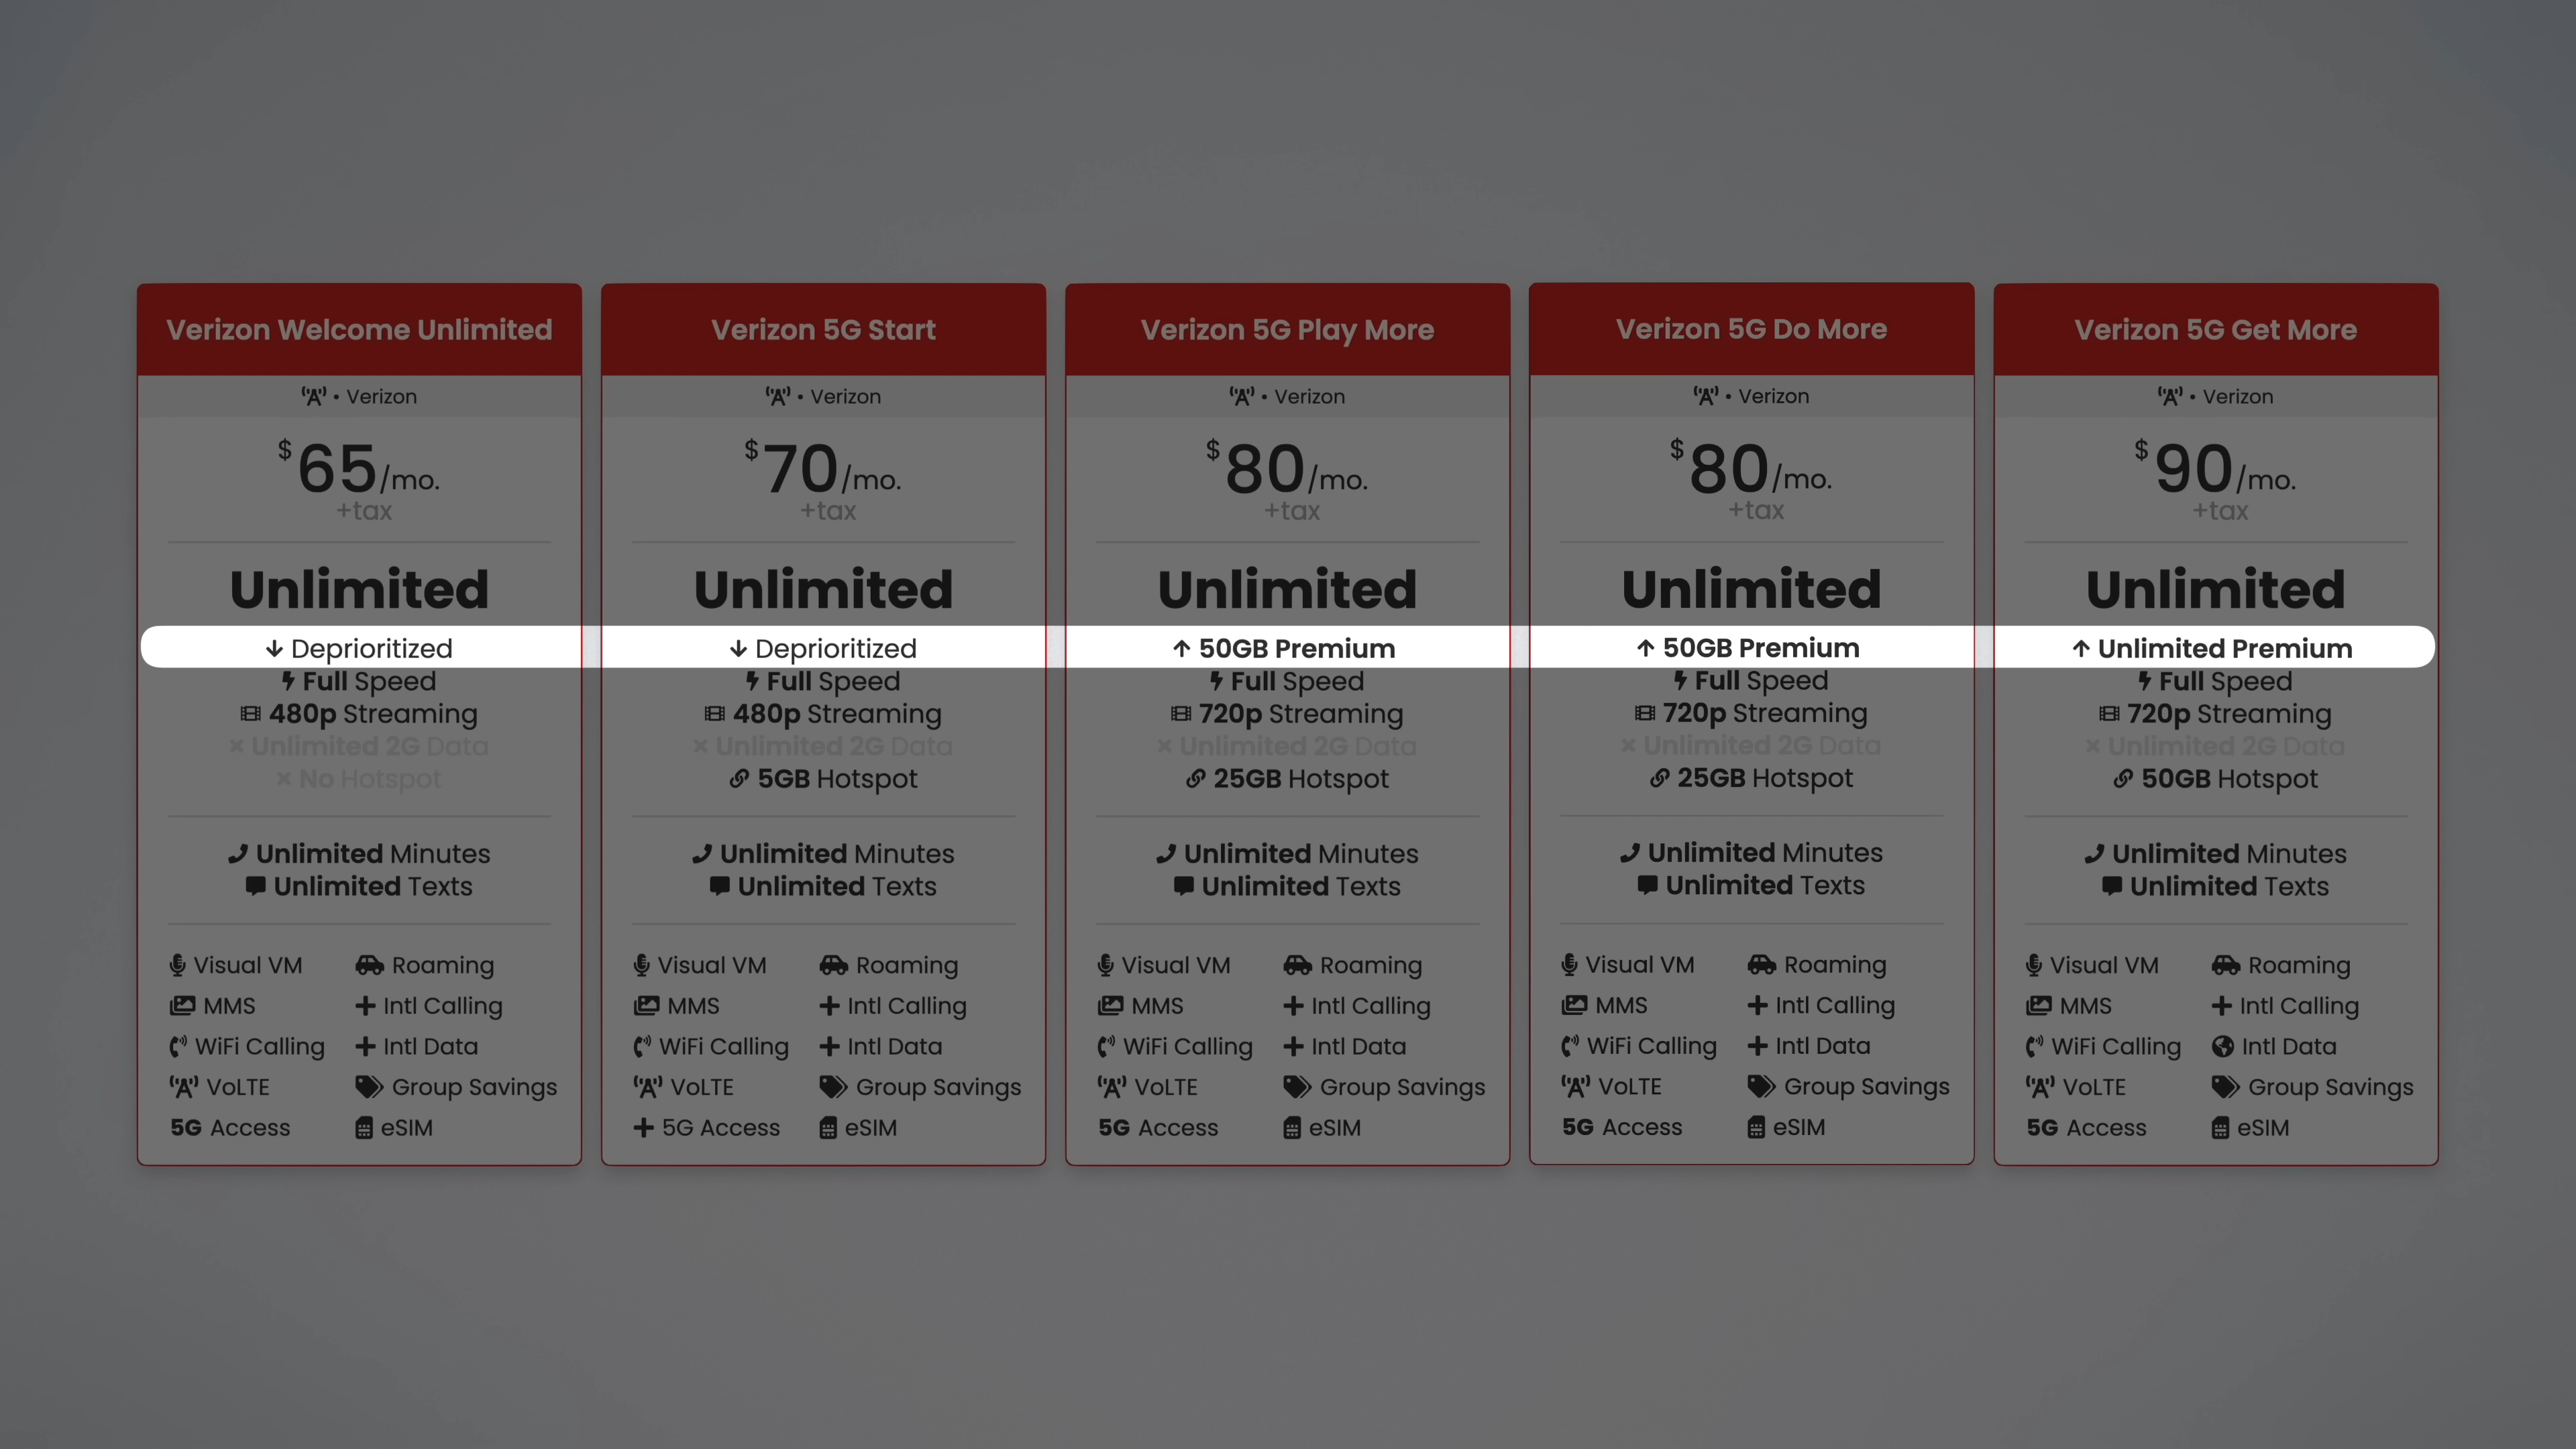 Verizon Welcome Unlimited
• Verizon
$65/mo.
+tax
Unlimited
↓ Deprioritized
Full Speed
480p Streaming
× Unlimited 2G Data
× No Hotspot
Unlimited Minutes
Unlimited Texts
Visual VM
Roaming
MMS
+ Intl Calling
WiFi Calling
+ Intl Data
VoLTE
Group Savings
5G Access
eSIM
Verizon 5G Start
• Verizon
$70/mo.
+tax
Unlimited
↓ Deprioritized
Full Speed
480p Streaming
× Unlimited 2G Data
5GB Hotspot
Unlimited Minutes
Unlimited Texts
Visual VM
Roaming
MMS
+ Intl Calling
WiFi Calling
+ Intl Data
VoLTE
Group Savings
+ 5G Access
eSIM
Verizon 5G Play More
• Verizon
$80/mo.
+tax
Unlimited
↑ 50GB Premium
Full Speed
720p Streaming
× Unlimited 2G Data
25GB Hotspot
Unlimited Minutes
Unlimited Texts
Visual VM
Roaming
MMS
+ Intl Calling
WiFi Calling
+ Intl Data
VoLTE
Group Savings
5G Access
eSIM
Verizon 5G Do More
• Verizon
$80/mo.
+tax
Unlimited
↑ 50GB Premium
Full Speed
720p Streaming
× Unlimited 2G Data
25GB Hotspot
Unlimited Minutes
Unlimited Texts
Visual VM
Roaming
MMS
+ Intl Calling
WiFi Calling
+ Intl Data
VoLTE
Group Savings
5G Access
eSIM
Verizon 5G Get More
• Verizon
$90/mo.
+tax
Unlimited
↑ Unlimited Premium
Full Speed
720p Streaming
× Unlimited 2G Data
50GB Hotspot
Unlimited Minutes
Unlimited Texts
Visual VM
Roaming
MMS
+ Intl Calling
WiFi Calling
Intl Data
VoLTE
Group Savings
5G Access
eSIM